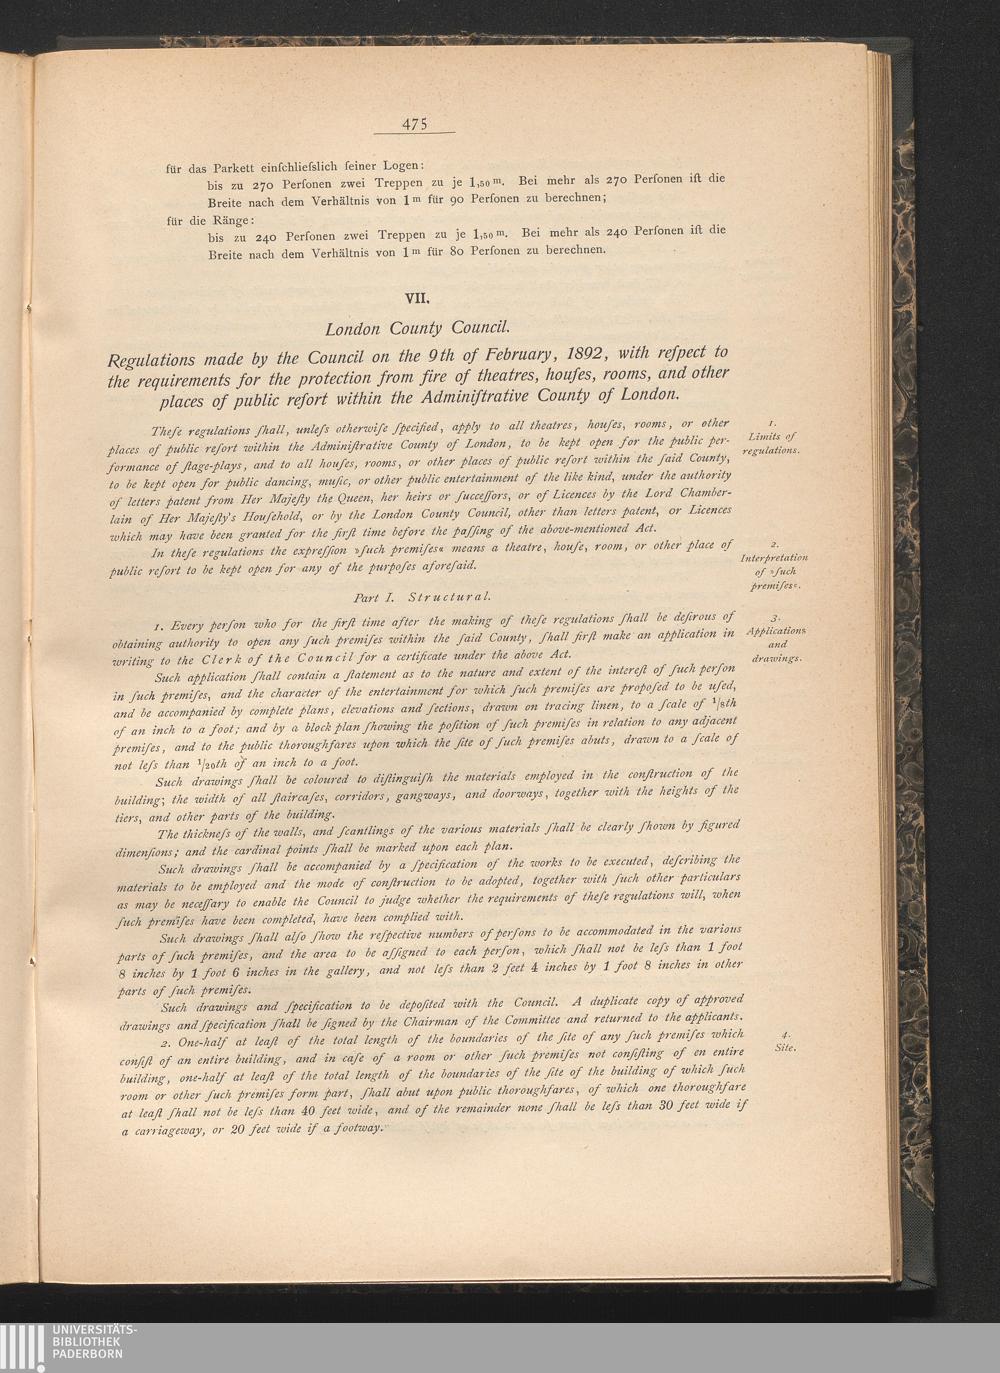 475
für das Parkett einſchlieſslich ſeiner Logen:
bis zu 270 Perſonen zwei Treppen zu je 1,50 m. Bei mehr als 270 Perſonen iſt die
Breite nach dem Verhältnis von 1 m für 90 Perſonen zu berechnen;
für die Ränge:
bis zu 240 Perſonen zwei Treppen zu je 1,50 m. Bei mehr als 240 Perſonen iſt die
Breite nach dem Verhältnis von 1 m für 80 Perſonen zu berechnen.
VII.
London County Council.
Regulations made by the Council on the 9th of February, 1892, with reſpect to
the requirements for the protection from fire of theatres, houſes, rooms, and other
places of public reſort within the Adminiſtrative County of London.
Theſe regulations ſhall, unleſs otherwiſe ſpecified, apply to all theatres, houſes, rooms, or other
places of public reſort within the Adminiſtrative County of London, to be kept open for the public per-
formance of ſtage-plays, and to all houſes, rooms, or other places of public reſort within the ſaid County,
to be kept open for public dancing, muſic, or other public entertainment of the like kind, under the authority
of letters patent from Her Majeſty the Queen, her heirs or ſucceſſors, or of Licences by the Lord Chamber-
lain of Her Majeſty's Houſehold, or by the London County Council, other than letters patent, or Licences
which may have been granted for the firſt time before the paſſing of the above-mentioned Act.
1.
Limits of
regulations.
In theſe regulations the expreſſion »ſuch premiſes« means a theatre, houſe, room, or other place of
public reſort to be kept open for any of the purpoſes aforeſaid.
2.
Interpretation
of »ſuch
premiſes«.
Part I. Structural.
1. Every perſon who for the firſt time after the making of theſe regulations ſhall be deſirous of
obtaining authority to open any ſuch premiſes within the ſaid County, ſhall firſt make an application in
writing to the Clerk of the Council for a certificate under the above Act.
3.
Applications
and
drawings.
Such application ſhall contain a ſtatement as to the nature and extent of the intereſt of ſuch perſon
in ſuch premiſes, and the character of the entertainment for which ſuch premiſes are propoſed to be uſed,
and be accompanied by complete plans, elevations and ſections, drawn on tracing linen, to a ſcale of 1/8th
of an inch to a foot; and by a block plan ſhowing the poſition of ſuch premiſes in relation to any adjacent
premiſes, and to the public thoroughfares upon which the ſite of ſuch premiſes abuts, drawn to a ſcale of
not leſs than 1/20th of an inch to a foot.
Such drawings ſhall be coloured to diſtinguiſh the materials employed in the conſtruction of the
building; the width of all ſtaircaſes, corridors, gangways, and doorways, together with the heights of the
tiers, and other parts of the building.
The thickneſs of the walls, and ſcantlings of the various materials ſhall be clearly ſhown by figured
dimenſions; and the cardinal points ſhall be marked upon each plan.
Such drawings ſhall be accompanied by a ſpecification of the works to be executed, deſcribing the
materials to be employed and the mode of conſtruction to be adopted, together with ſuch other particulars
as may be neceſſary to enable the Council to judge whether the requirements of theſe regulations will, when
ſuch premiſes have been completed, have been complied with.
Such drawings ſhall alſo ſhow the reſpective numbers of perſons to be accommodated in the various
parts of ſuch premiſes, and the area to be aſſigned to each perſon, which ſhall not be leſs than 1 foot
8 inches by 1 foot 6 inches in the gallery, and not leſs than 2 feet 4 inches by 1 foot 8 inches in other
parts of ſuch premiſes.
Such drawings and ſpecification to be depoſited with the Council. A duplicate copy of approved
drawings and ſpecification ſhall be ſigned by the Chairman of the Committee and returned to the applicants.
2. One-half at leaſt of the total length of the boundaries of the ſite of any ſuch premiſes which
conſiſt of an entire building, and in caſe of a room or other ſuch premiſes not conſiſting of en entire
building, one-half at leaſt of the total length of the boundaries of the ſite of the building of which ſuch
room or other ſuch premiſes form part, ſhall abut upon public thoroughfares, of which one thoroughfare
at leaſt ſhall not be leſs than 40 feet wide, and of the remainder none ſhall be leſs than 30 feet wide if
a carriageway, or 20 feet wide if a footway.
4.
Site.
UNIVERSITÄTS-
BIBLIOTHEK
PADERBORN